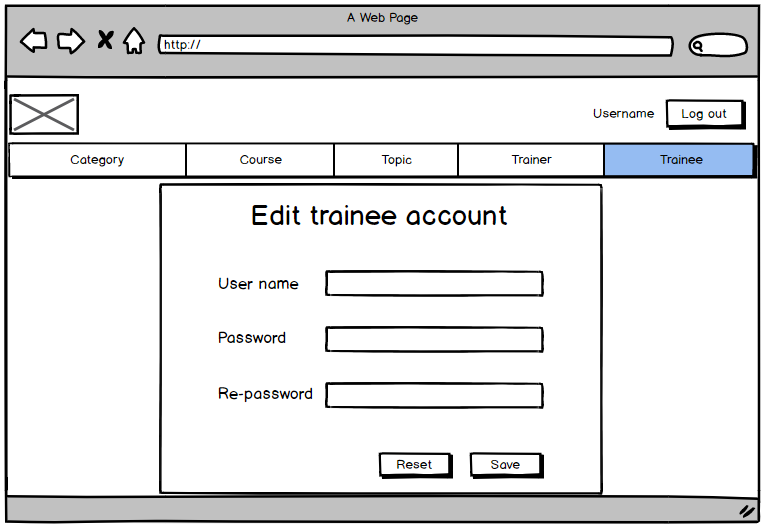 A Web Page
http://
Username Log out
Category Course Topic Trainer Trainee
Edit trainee account
User name
Password
Re-password
Reset Save